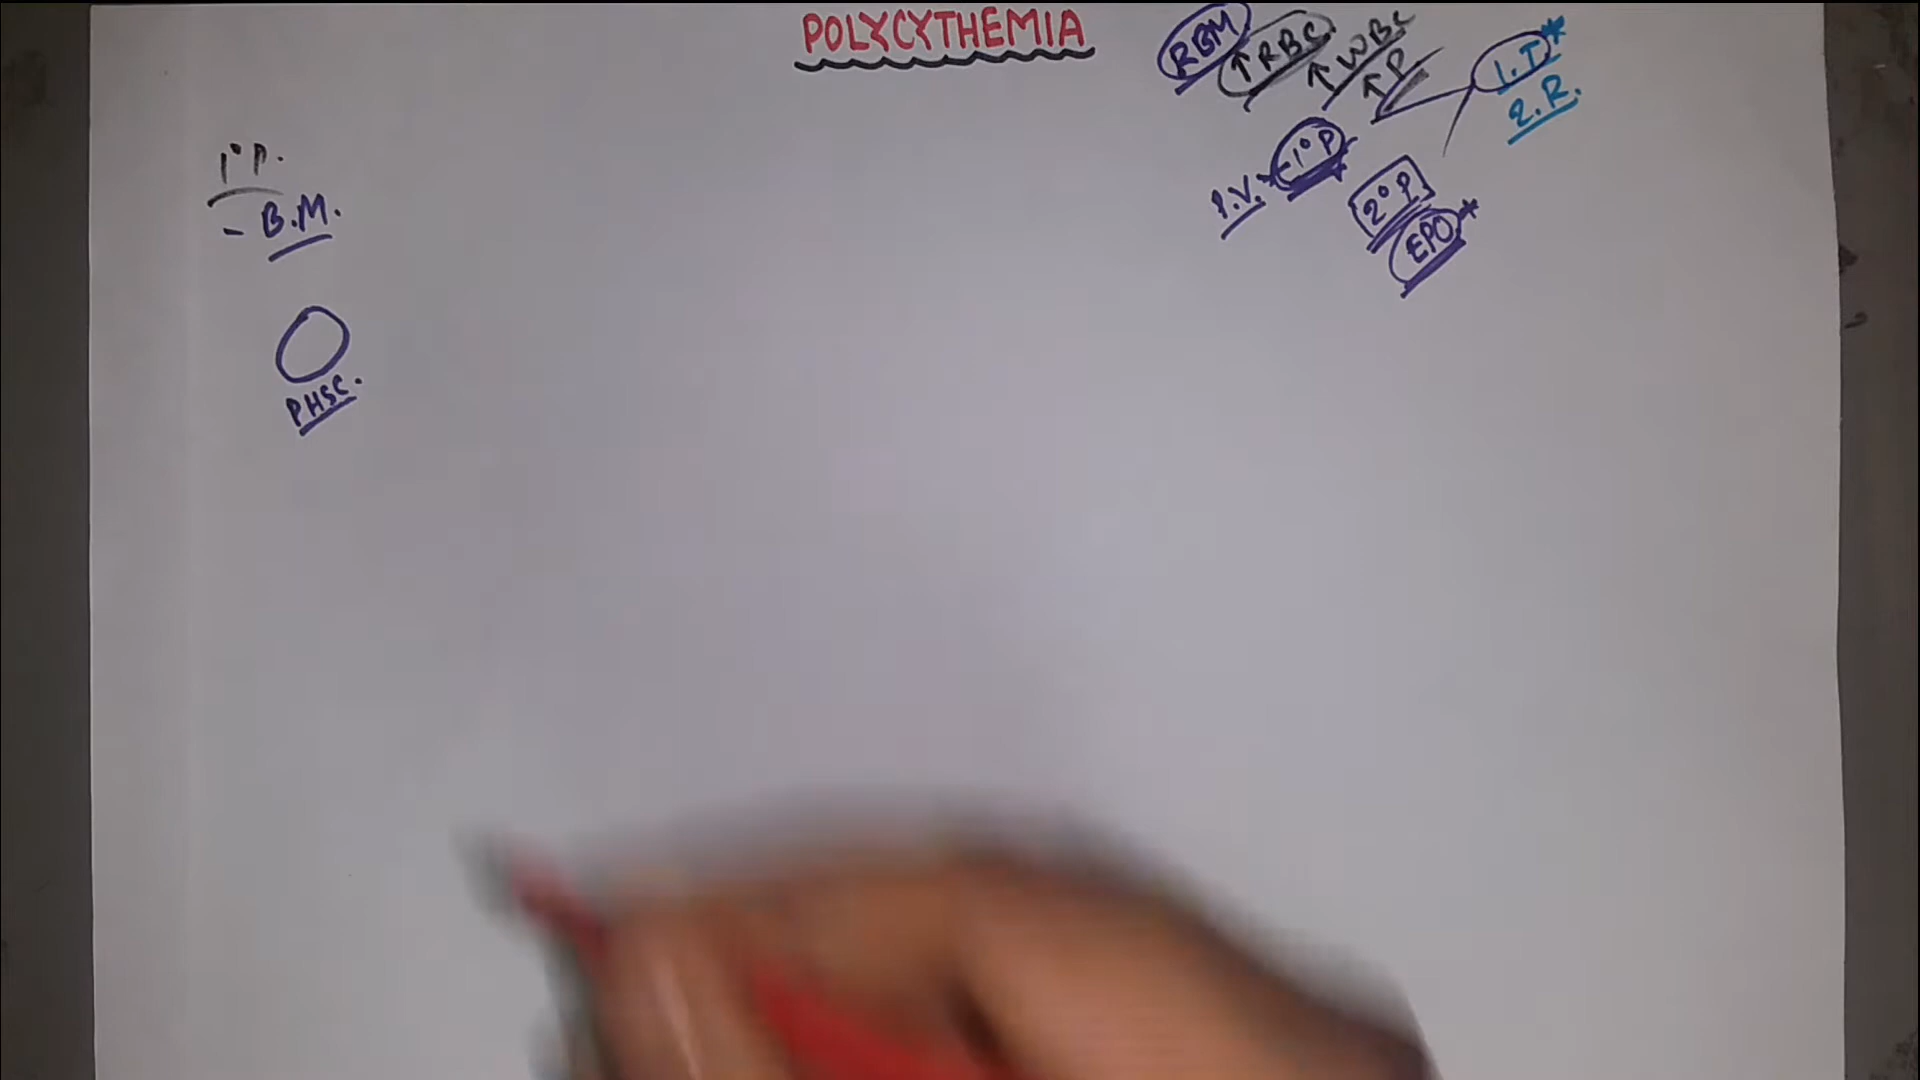 POLYCYTHEMIA
RBM ↑RBC ↑WBC ↑P
1. T*
2. R.
P.V. 1° P
2° P
EPO*
1° P.
- B.M.
PHSC.